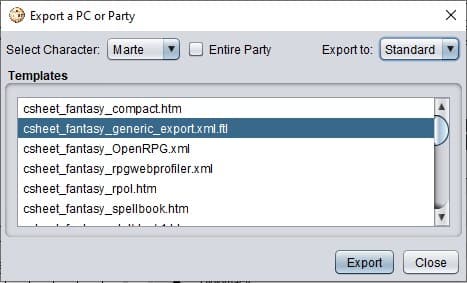 Export a PC or Party
Select Character: Marte Entire Party Export to: Standard
Templates
csheet_fantasy_compact.htm
csheet_fantasy_generic_export.xml.ftl
csheet_fantasy_OpenRPG.xml
csheet_fantasy_rpgwebprofiler.xml
csheet_fantasy_rpol.htm
csheet_fantasy_spellbook.htm
Export Close